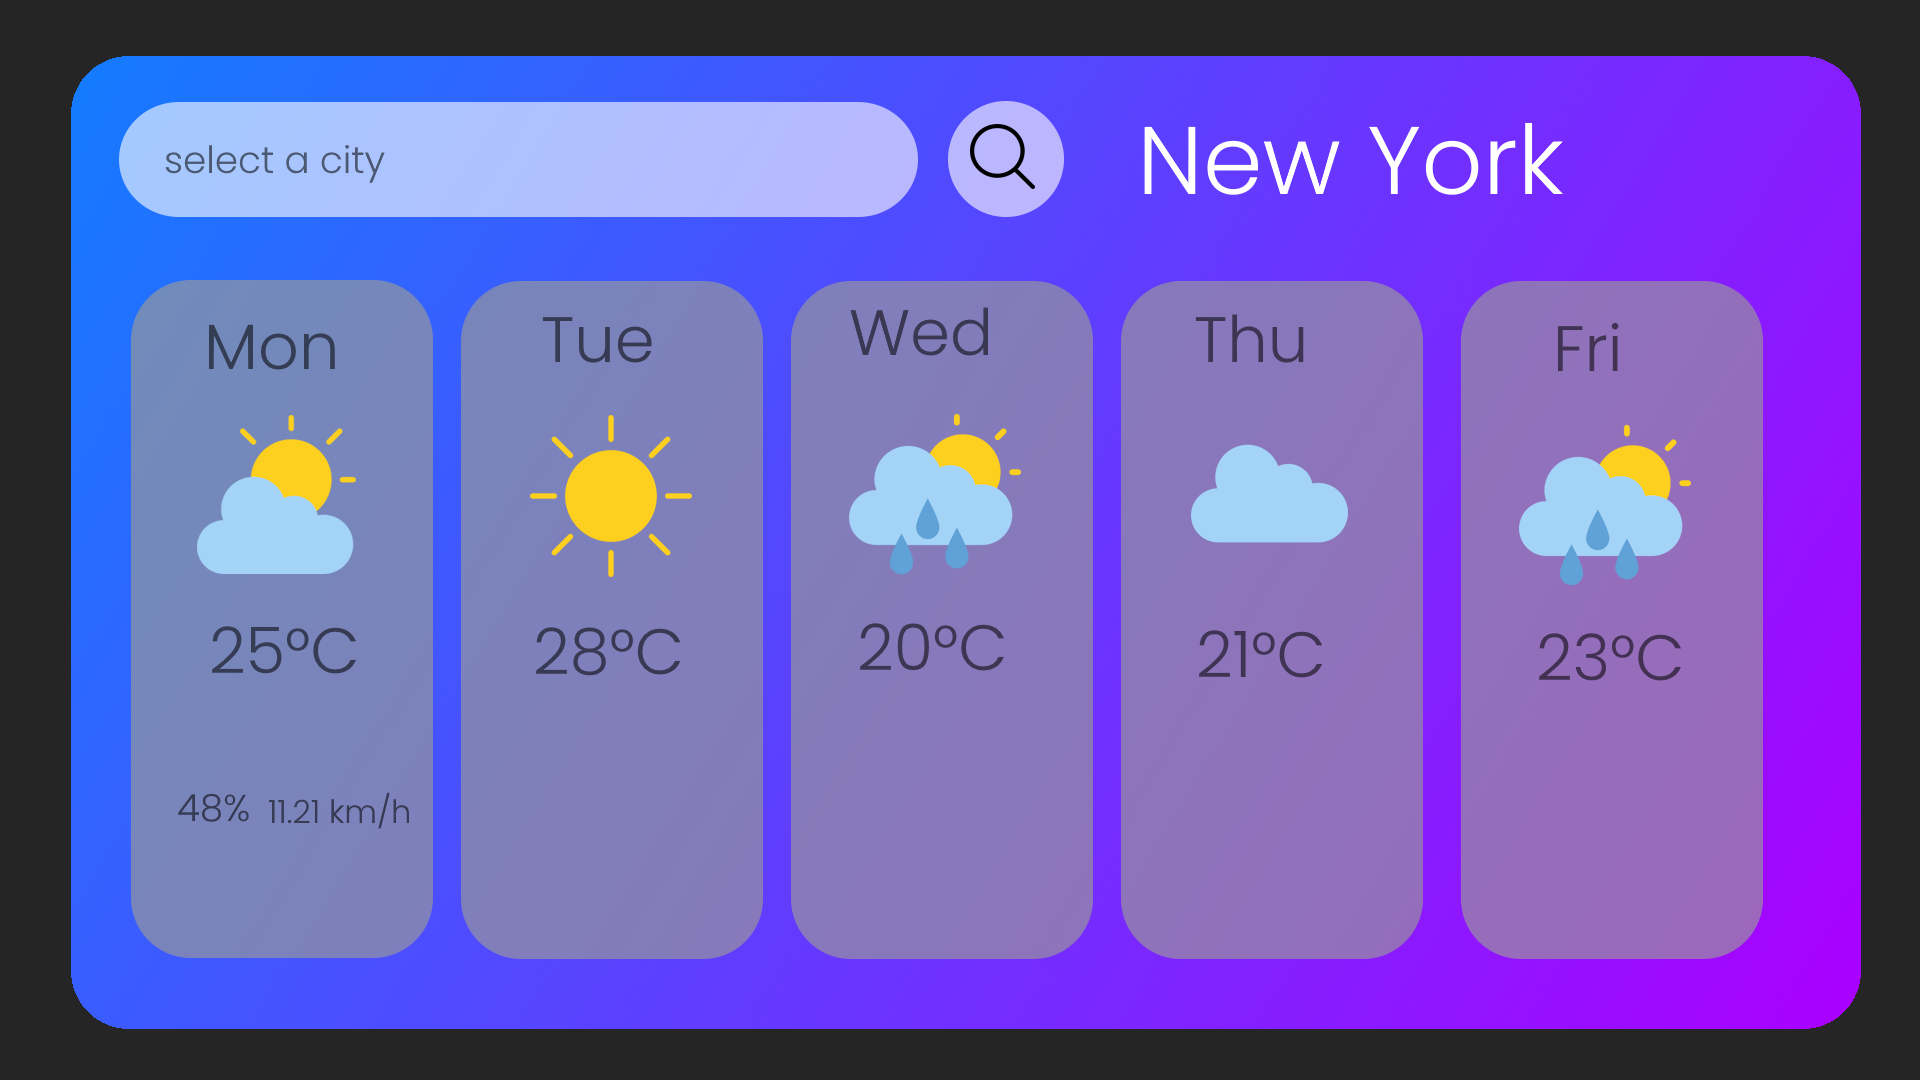 select a city
New York
Mon
Tue
Wed
Thu
Fri
25°C
28°C
20°C
21°C
23°C
48% 11.21 km/h